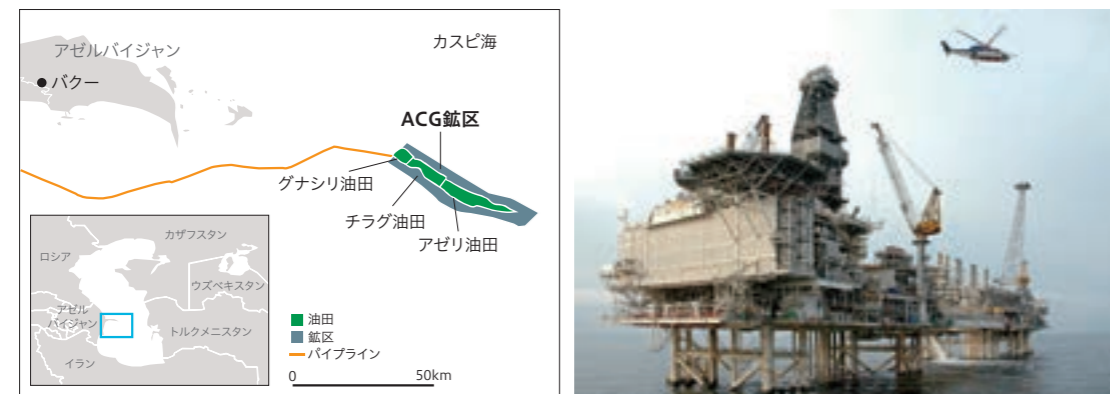 アゼルバイジャン
バクー
カスピ海
ACG鉱区
グナシリ油田
チラグ油田
アゼリ油田
ロシア
カザフスタン
ウズベキスタン
アゼル
バイジャン
トルクメニスタン
イラン
油田
鉱区
パイプライン
0 50km